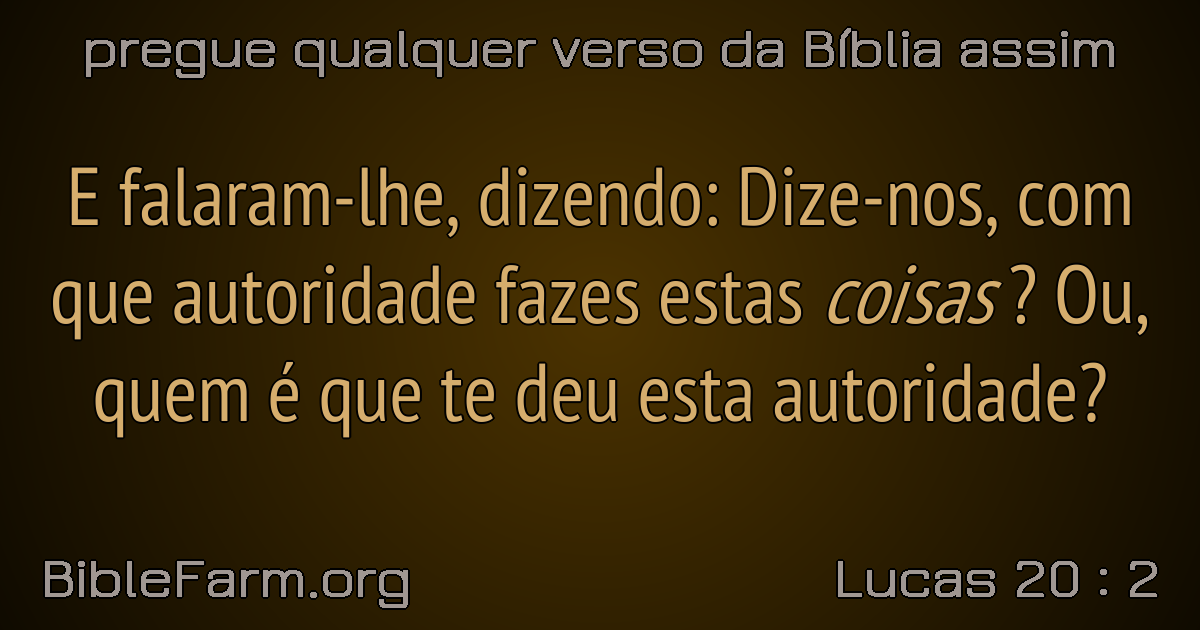 pregue qualquer verso da Bíblia assim
E falaram-lhe, dizendo: Dize-nos, com
que autoridade fazes estas coisas ? Ou,
quem é que te deu esta autoridade?
BibleFarm.org
Lucas 20 : 2